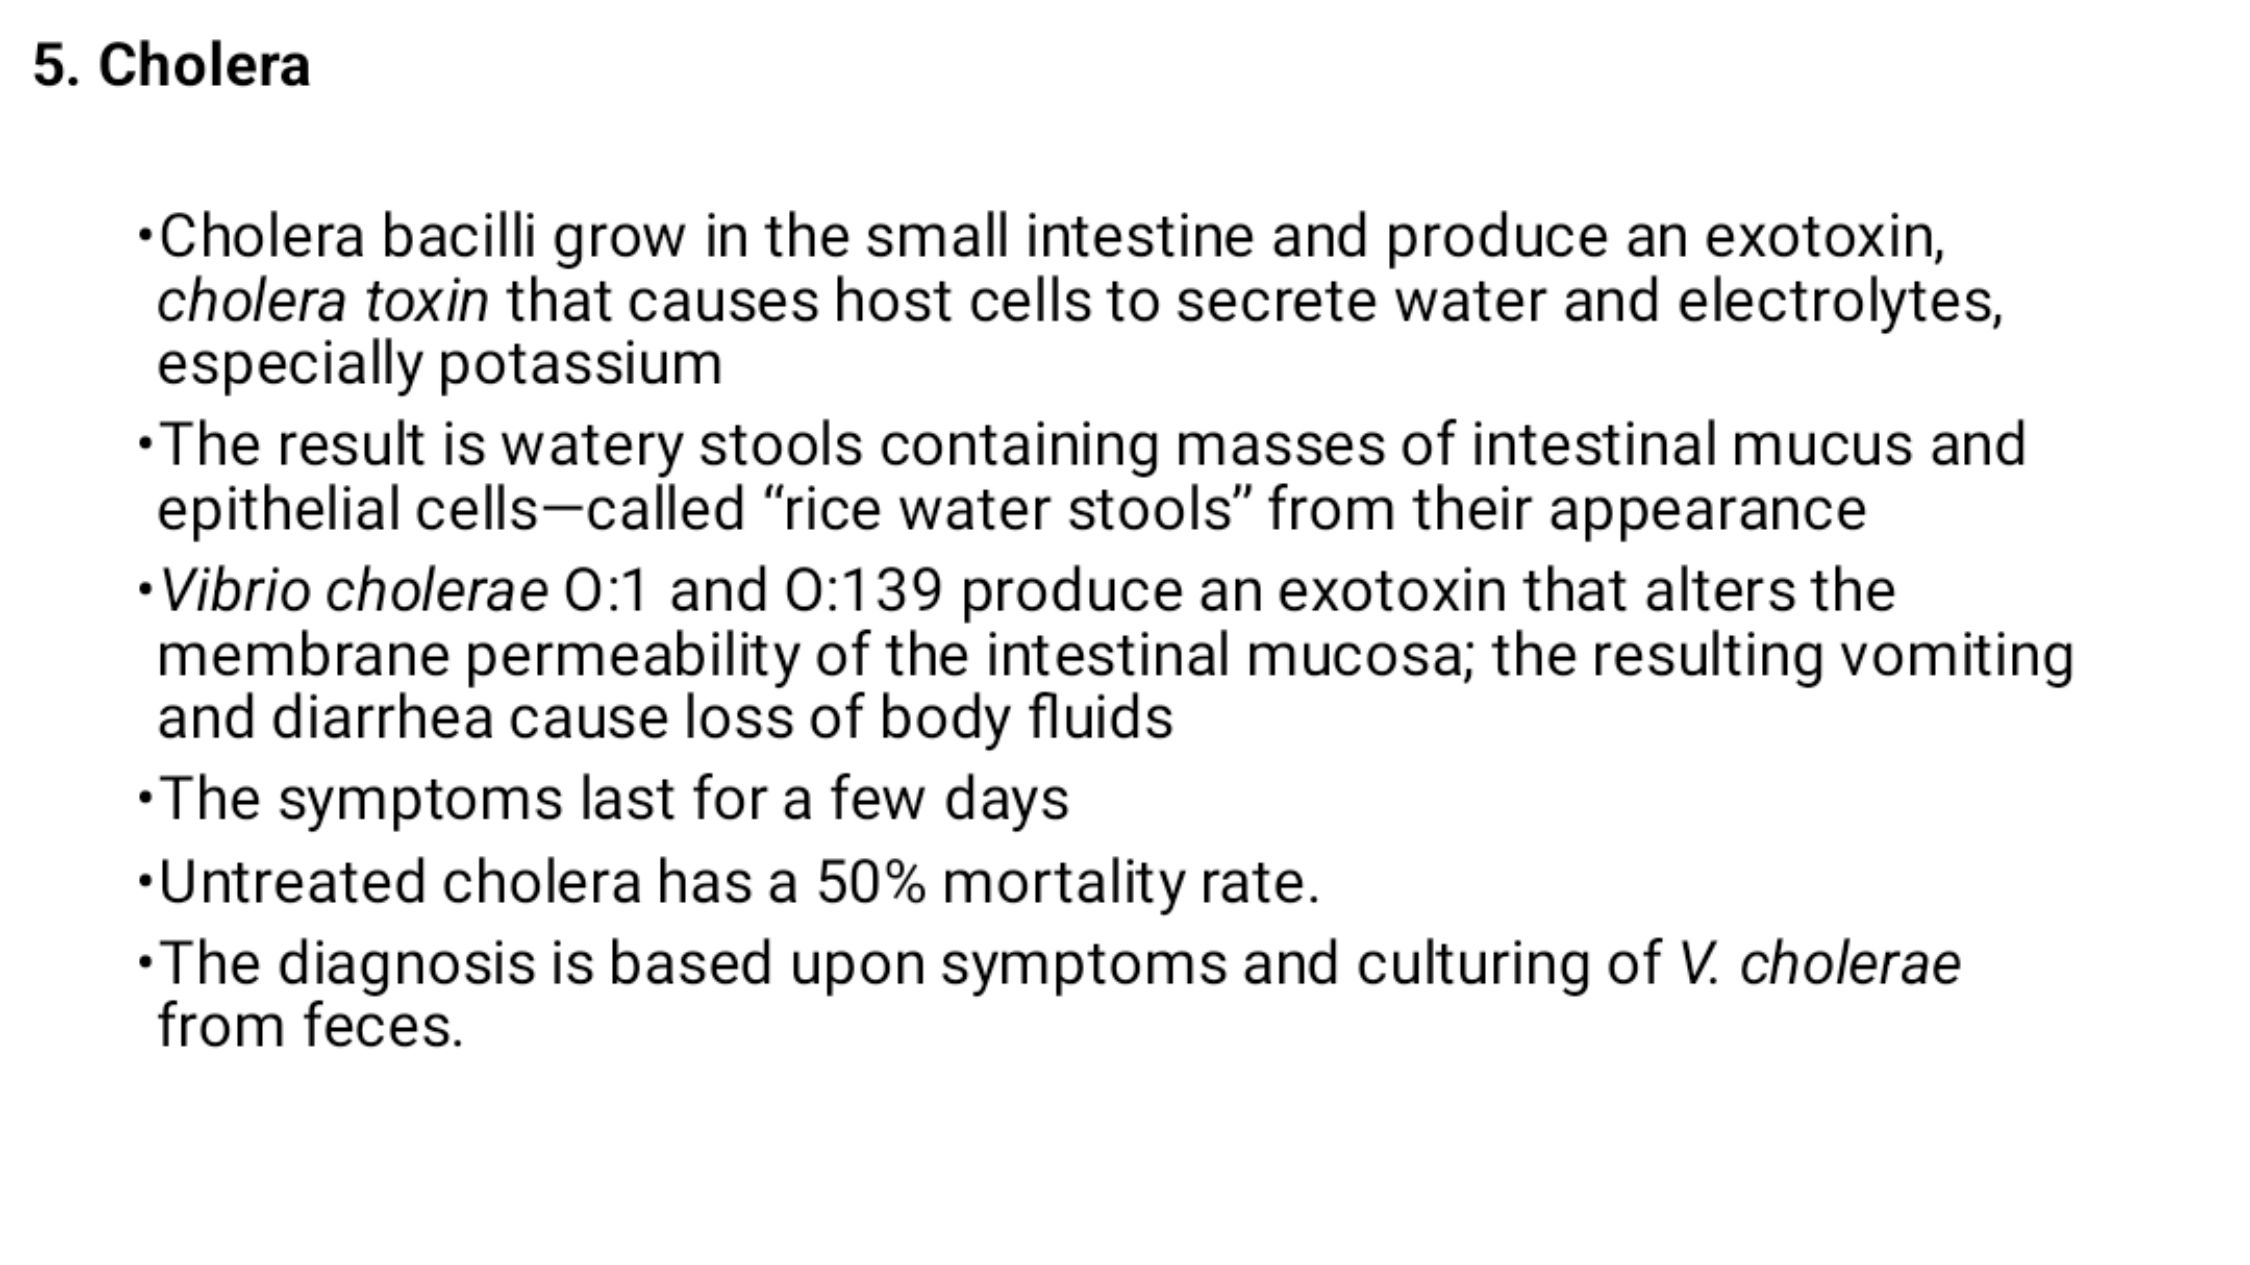 5. Cholera
•Cholera bacilli grow in the small intestine and produce an exotoxin,
cholera toxin that causes host cells to secrete water and electrolytes,
especially potassium
•The result is watery stools containing masses of intestinal mucus and
epithelial cells—called “rice water stools” from their appearance
•Vibrio cholerae O:1 and O:139 produce an exotoxin that alters the
membrane permeability of the intestinal mucosa; the resulting vomiting
and diarrhea cause loss of body fluids
•The symptoms last for a few days
•Untreated cholera has a 50% mortality rate.
•The diagnosis is based upon symptoms and culturing of V. cholerae
from feces.